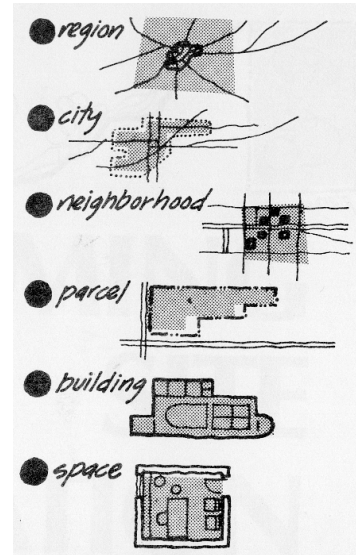 region
city
neighborhood
parcel
building
space